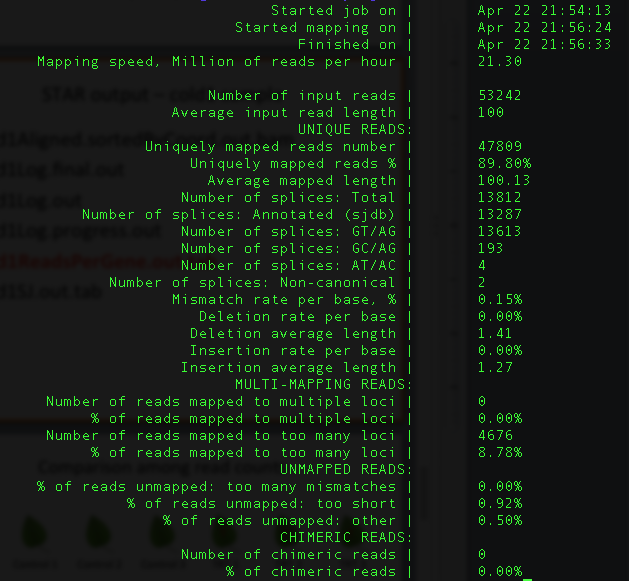 Started job on | Apr 22 21:54:13
Started mapping on | Apr 22 21:56:24
Finished on | Apr 22 21:56:33
Mapping speed, Million of reads per hour | 21.30
Number of input reads | 53242
Average input read length | 100
UNIQUE READS:
Uniquely mapped reads number | 47809
Uniquely mapped reads % | 89.80%
Average mapped length | 100.13
Number of splices: Total | 13812
Number of splices: Annotated (sjdb) | 13287
Number of splices: GT/AG | 13613
Number of splices: GC/AG | 193
Number of splices: AT/AC | 4
Number of splices: Non-canonical | 2
Mismatch rate per base, % | 0.15%
Deletion rate per base | 0.00%
Deletion average length | 1.41
Insertion rate per base | 0.00%
Insertion average length | 1.27
MULTI-MAPPING READS:
Number of reads mapped to multiple loci | 0
% of reads mapped to multiple loci | 0.00%
Number of reads mapped to too many loci | 4676
% of reads mapped to too many loci | 8.78%
UNMAPPED READS:
% of reads unmapped: too many mismatches | 0.00%
% of reads unmapped: too short | 0.92%
% of reads unmapped: other | 0.50%
CHIMERIC READS:
Number of chimeric reads | 0
% of chimeric reads | 0.00%